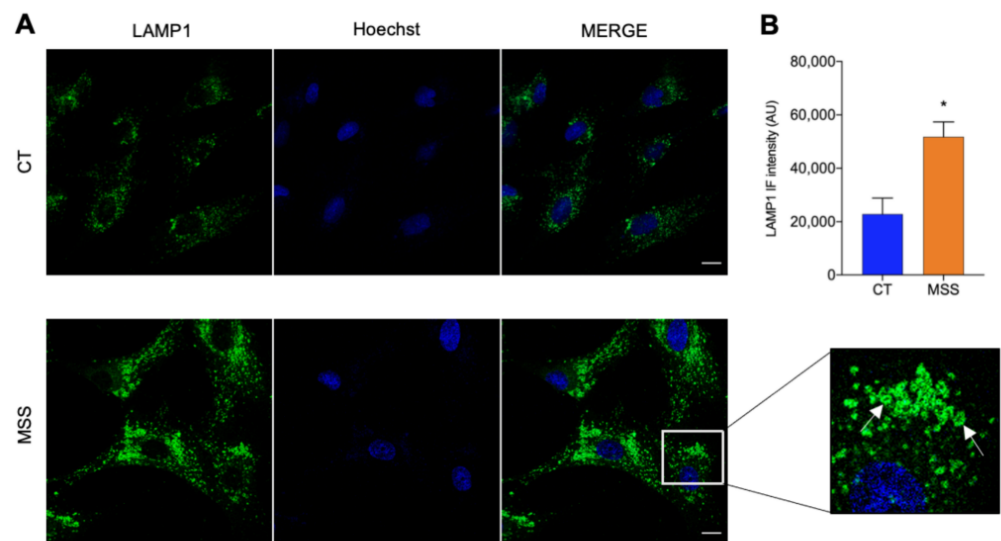 A
LAMP1
Hoechst
MERGE
CT
MSS
B
LAMP1 IF intensity (AU)
80,000
60,000
40,000
20,000
0
*
CT
MSS